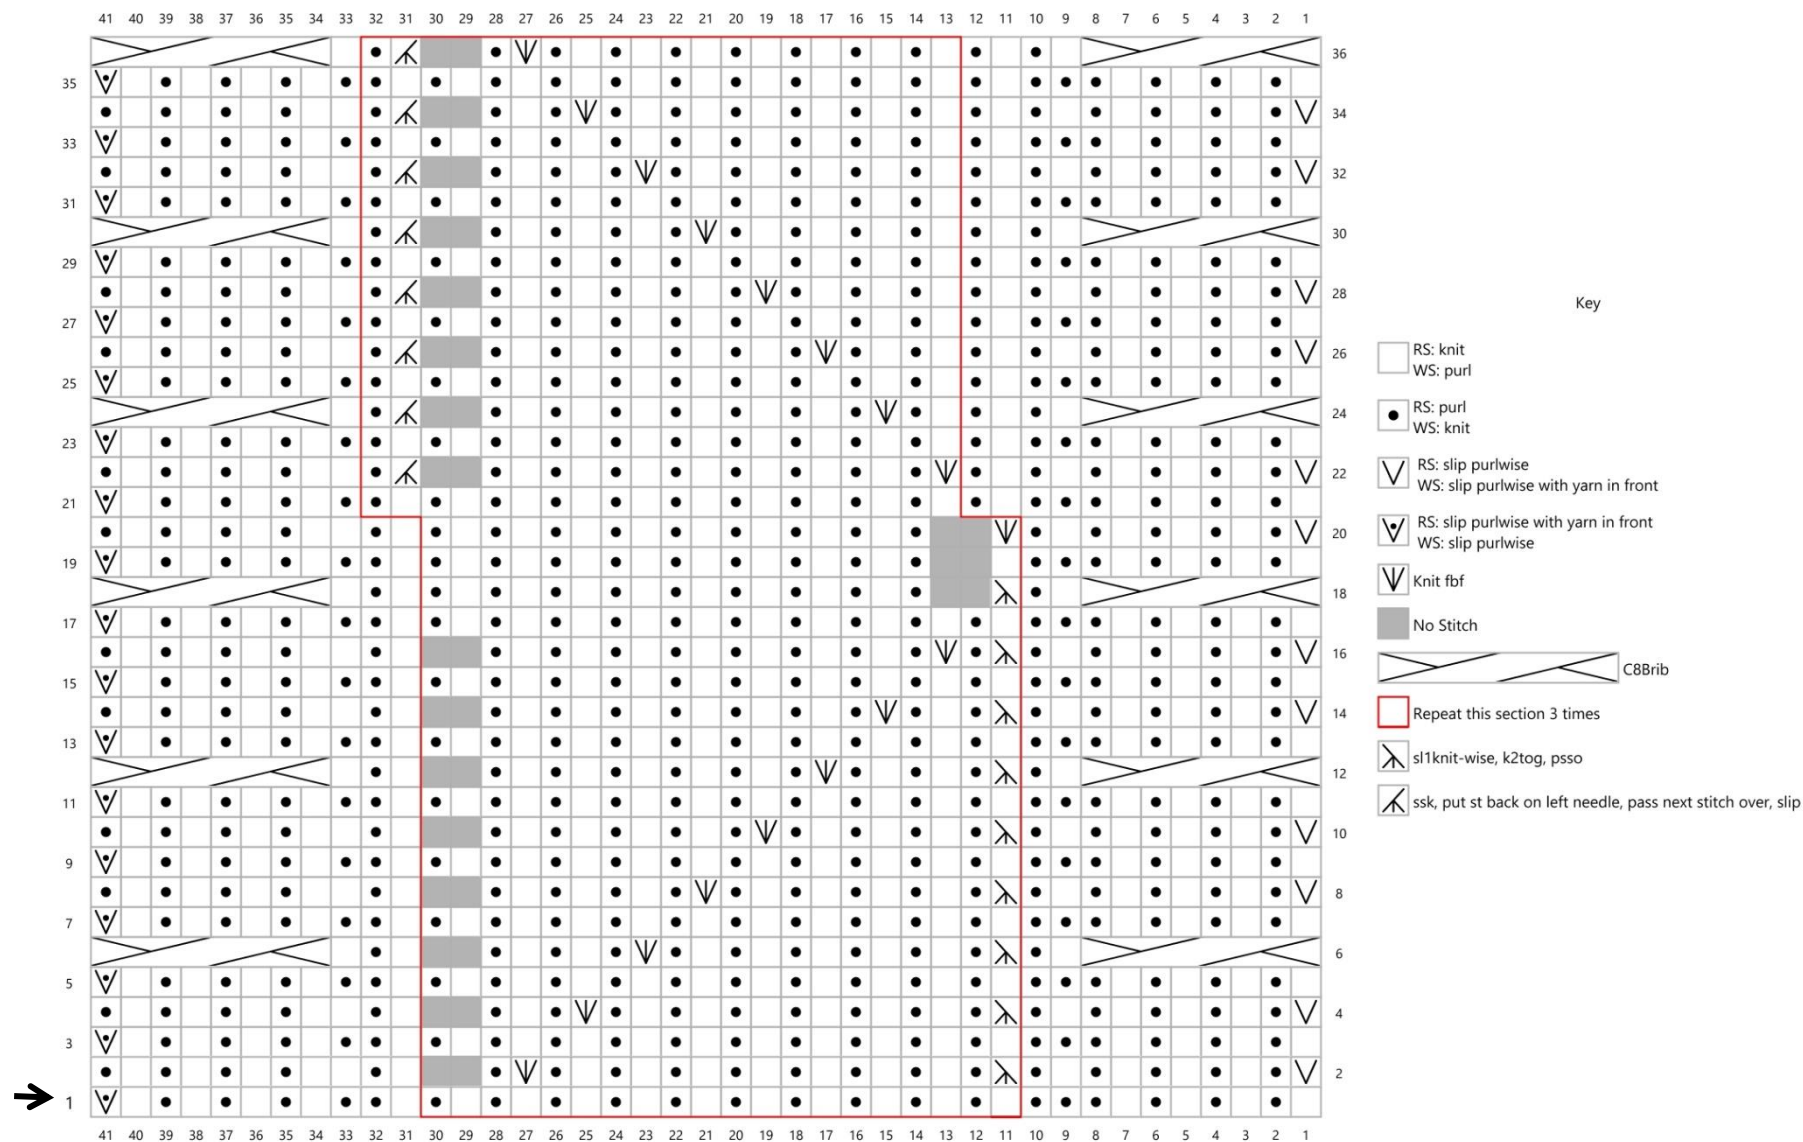 41 40 39 38 37 36 35 34 33 32 31 30 29 28 27 26 25 24 23 22 21 20 19 18 17 16 15 14 13 12 11 10 9 8 7 6 5 4 3 2 1
36
35
34
33
32
31
30
29
28
27
26
25
24
23
22
21
20
19
18
17
16
15
14
13
12
11
10
9
8
7
6
5
4
3
2
1
41 40 39 38 37 36 35 34 33 32 31 30 29 28 27 26 25 24 23 22 21 20 19 18 17 16 15 14 13 12 11 10 9 8 7 6 5 4 3 2 1
Key
RS: knit
WS: purl
RS: purl
WS: knit
RS: slip purlwise
WS: slip purlwise with yarn in front
RS: slip purlwise with yarn in front
WS: slip purlwise
Knit fbf
No Stitch
C8Brib
Repeat this section 3 times
sl1knit-wise, k2tog, psso
ssk, put st back on left needle, pass next stitch over, slip